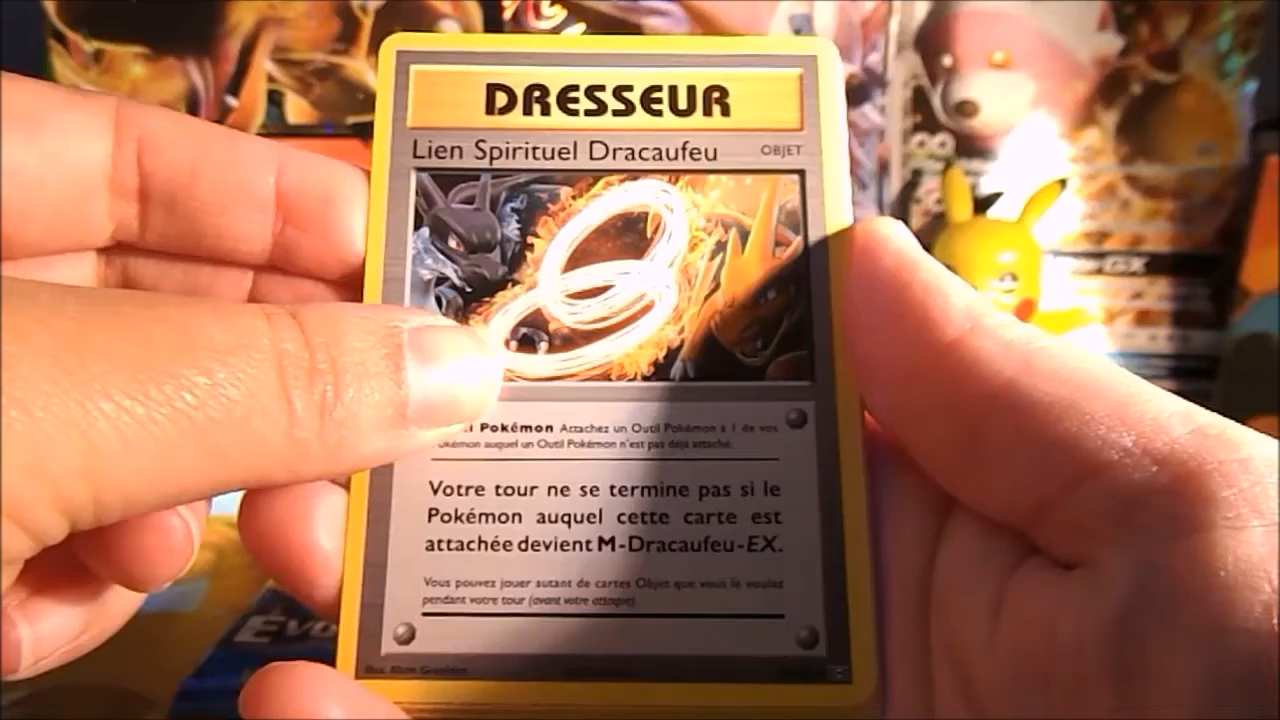 DRESSEUR
Lien Spirituel Dracaufeu OBJET
Pokémon Attachez un Outil Pokémon à 1 de vos
Pokémon auquel un Outil Pokémon n'est pas déjà attaché.
Votre tour ne se termine pas si le
Pokémon auquel cette carte est
attachée devient M-Dracaufeu-EX.
Vous pouvez jouer autant de cartes Objet que vous le voulez
pendant votre tour (avant votre attaque).
-GX